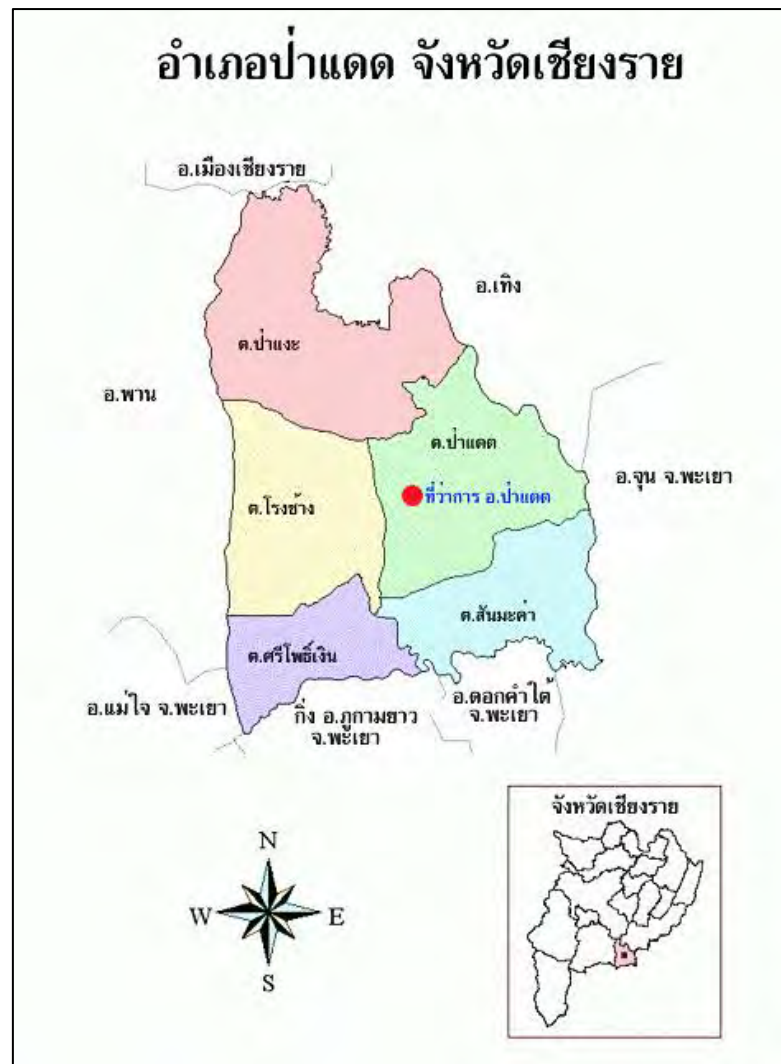 อำเภอป่าแดด จังหวัดเชียงราย
อ.เมืองเชียงราย
อ.เทิง
ต.ป่าแงะ
อ.พาน
ต.ป่าแดด
อ.จุน จ.พะเยา
ที่ว่าการ อ.ป่าแดด
ต.โรงช้าง
ต.สันมะค่า
ต.ศรีโพธิ์เงิน
อ.แม่ใจ จ.พะเยา
อ.ดอกคำใต้
จ.พะเยา
กิ่ง อ.ภูกามยาว
จ.พะเยา
จังหวัดเชียงราย
N
W
E
S